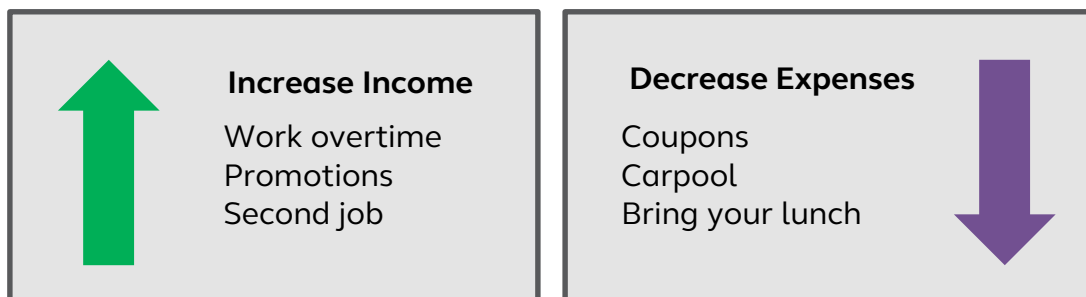 Increase Income
Work overtime
Promotions
Second job
Decrease Expenses
Coupons
Carpool
Bring your lunch